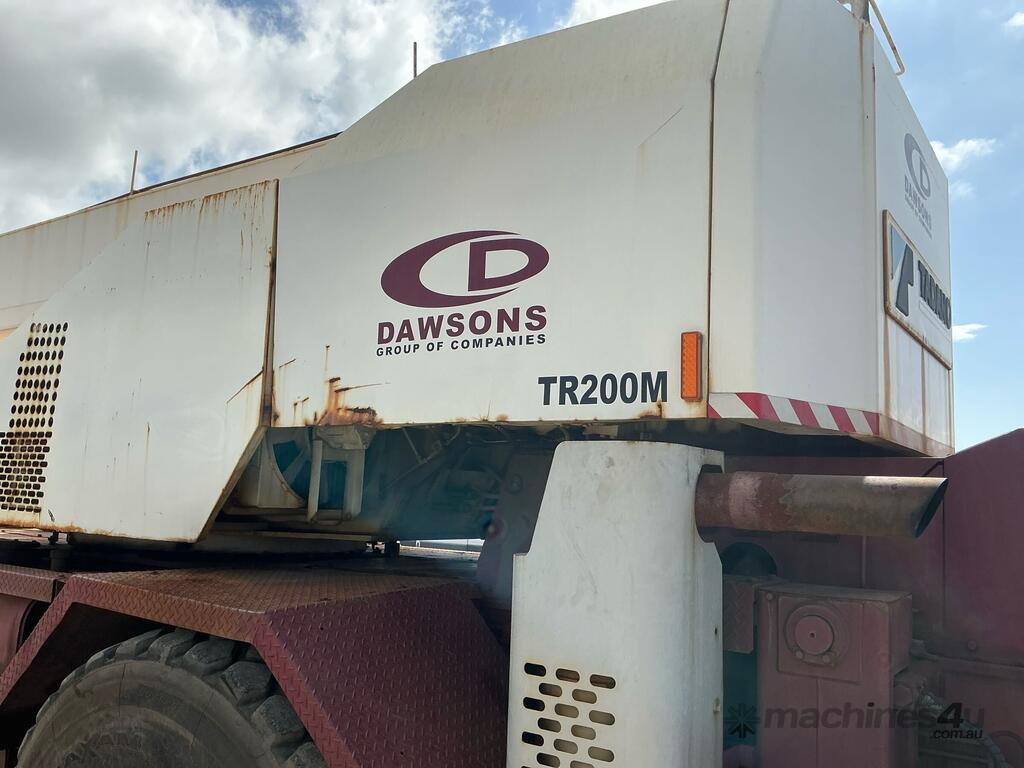 DAWSONS
GROUP OF COMPANIES
TR200M
DAWSONS
TADANO
machines4u
.com.au